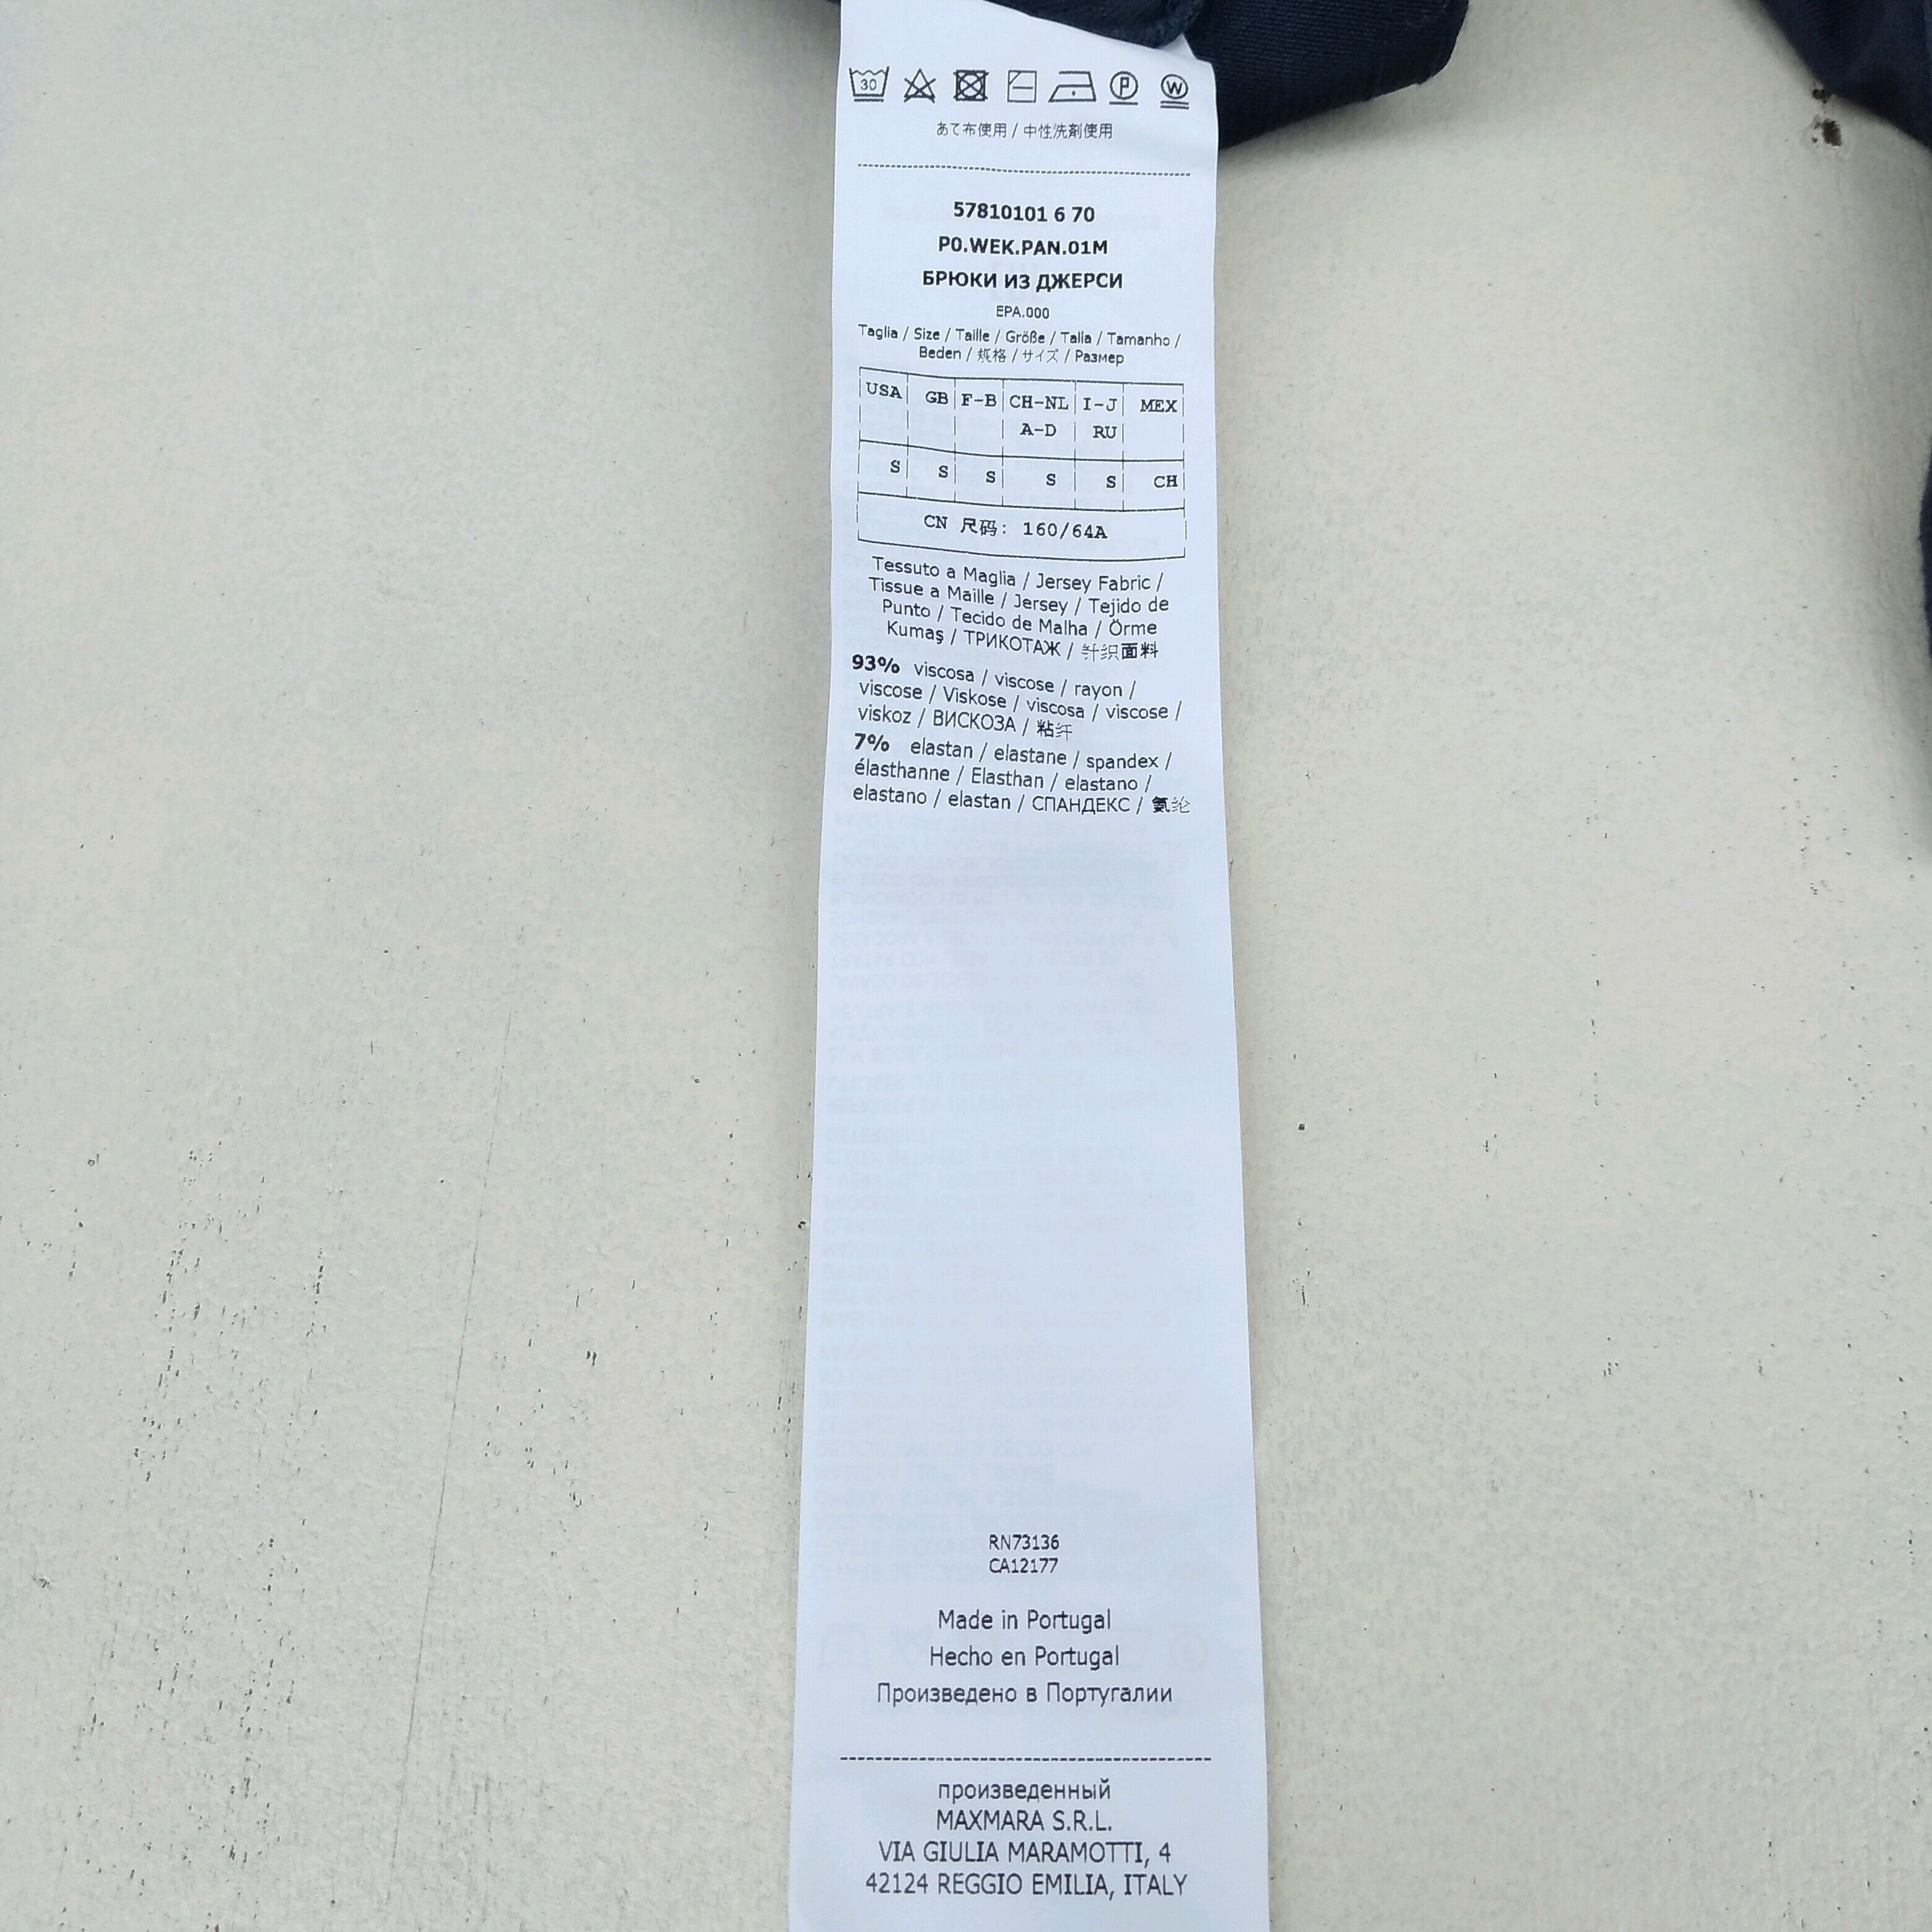 30 P W
あて布使用 / 中性洗剤使用
57810101 6 70
P0.WEK.PAN.01M
БРЮКИ ИЗ ДЖЕРСИ
EPA.000
Taglia / Size / Taille / Größe / Talla / Tamanho /
Beden / 规格 / サイズ / Размер
USA GB F-B CH-NL I-J MEX
A-D RU
S S S S S CH
CN 尺码: 160/64A
Tessuto a Maglia / Jersey Fabric /
Tissue a Maille / Jersey / Tejido de
Punto / Tecido de Malha / Örme
Kumaş / ТРИКОТАЖ / 针织面料
93% viscosa / viscose / rayon /
viscose / Viskose / viscosa / viscose /
viskoz / ВИСКОЗА / 粘纤
7% elastan / elastane / spandex /
élasthanne / Elasthan / elastano /
elastano / elastan / СПАНДЕКС / 氨纶
RN73136
CA12177
Made in Portugal
Hecho en Portugal
Произведено в Португалии
произведенный
MAXMARA S.R.L.
VIA GIULIA MARAMOTTI, 4
42124 REGGIO EMILIA, ITALY